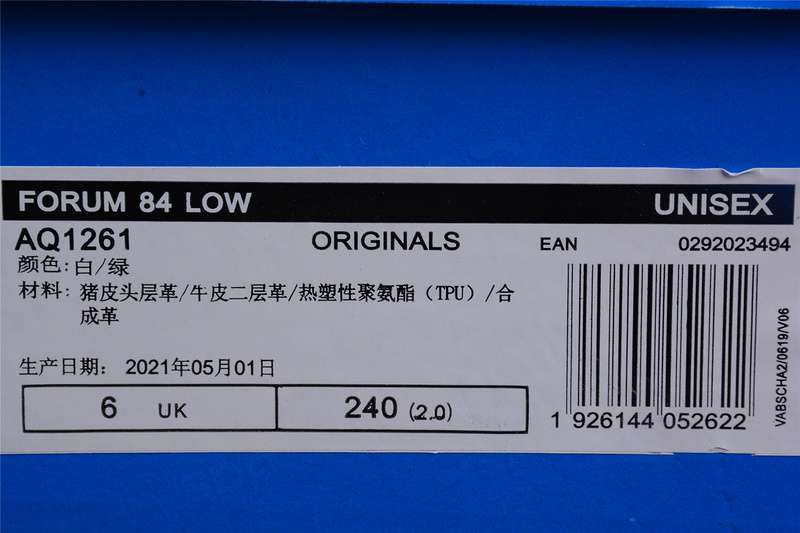 FORUM 84 LOW UNISEX
AQ1261 ORIGINALS EAN 0292023494
颜色:白/绿
材料: 猪皮头层革/牛皮二层革/热塑性聚氨酯（TPU）/合
成革
生产日期: 2021年05月01日
6 UK 240 (2.0)
1 926144 052622
VABSCHA2/0619/V06